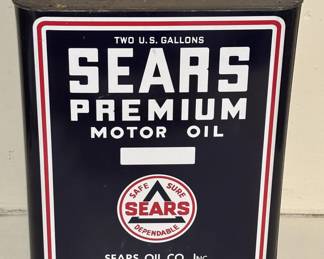 TWO U.S. GALLONS
SEARS
PREMIUM
MOTOR OIL
SAFE SURE
SEARS
DEPENDABLE
SEARS OIL CO. INC.